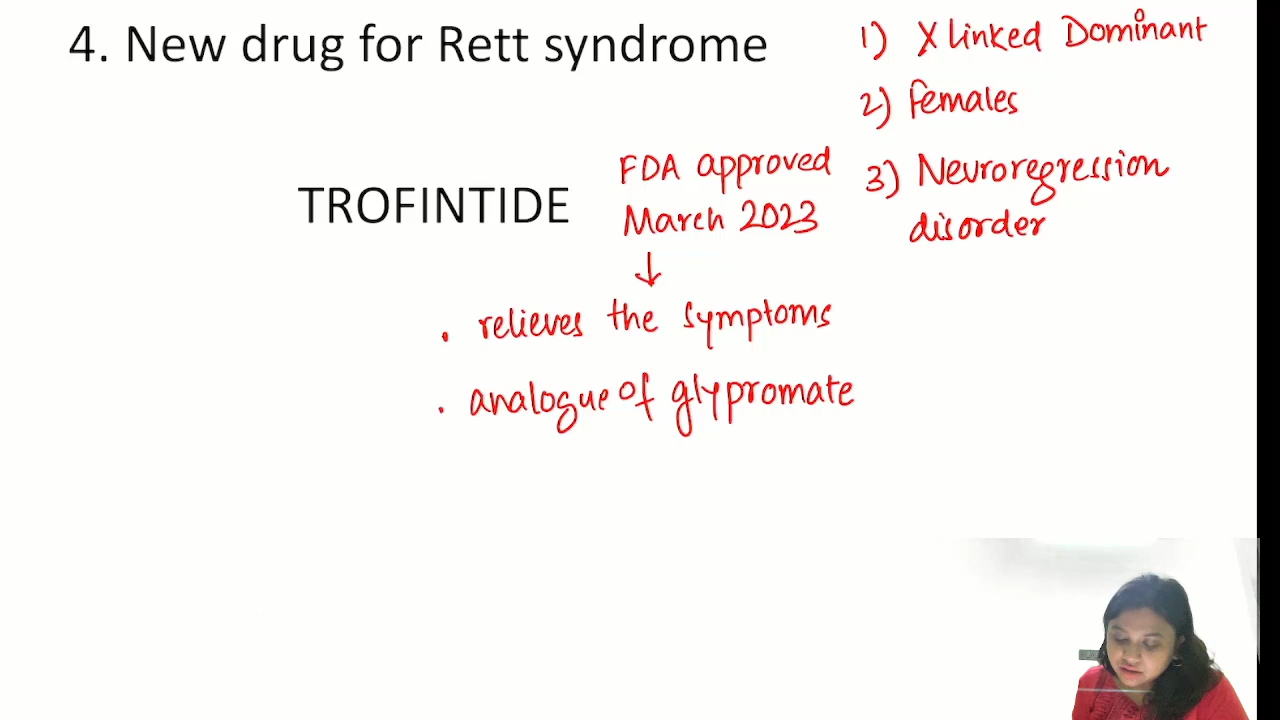 4. New drug for Rett syndrome
1) X linked Dominant
2) Females
3) Neuroregression
disorder
TROFINTIDE
FDA approved
March 2023
↓
. relieves the symptoms
. analogue of glypromate